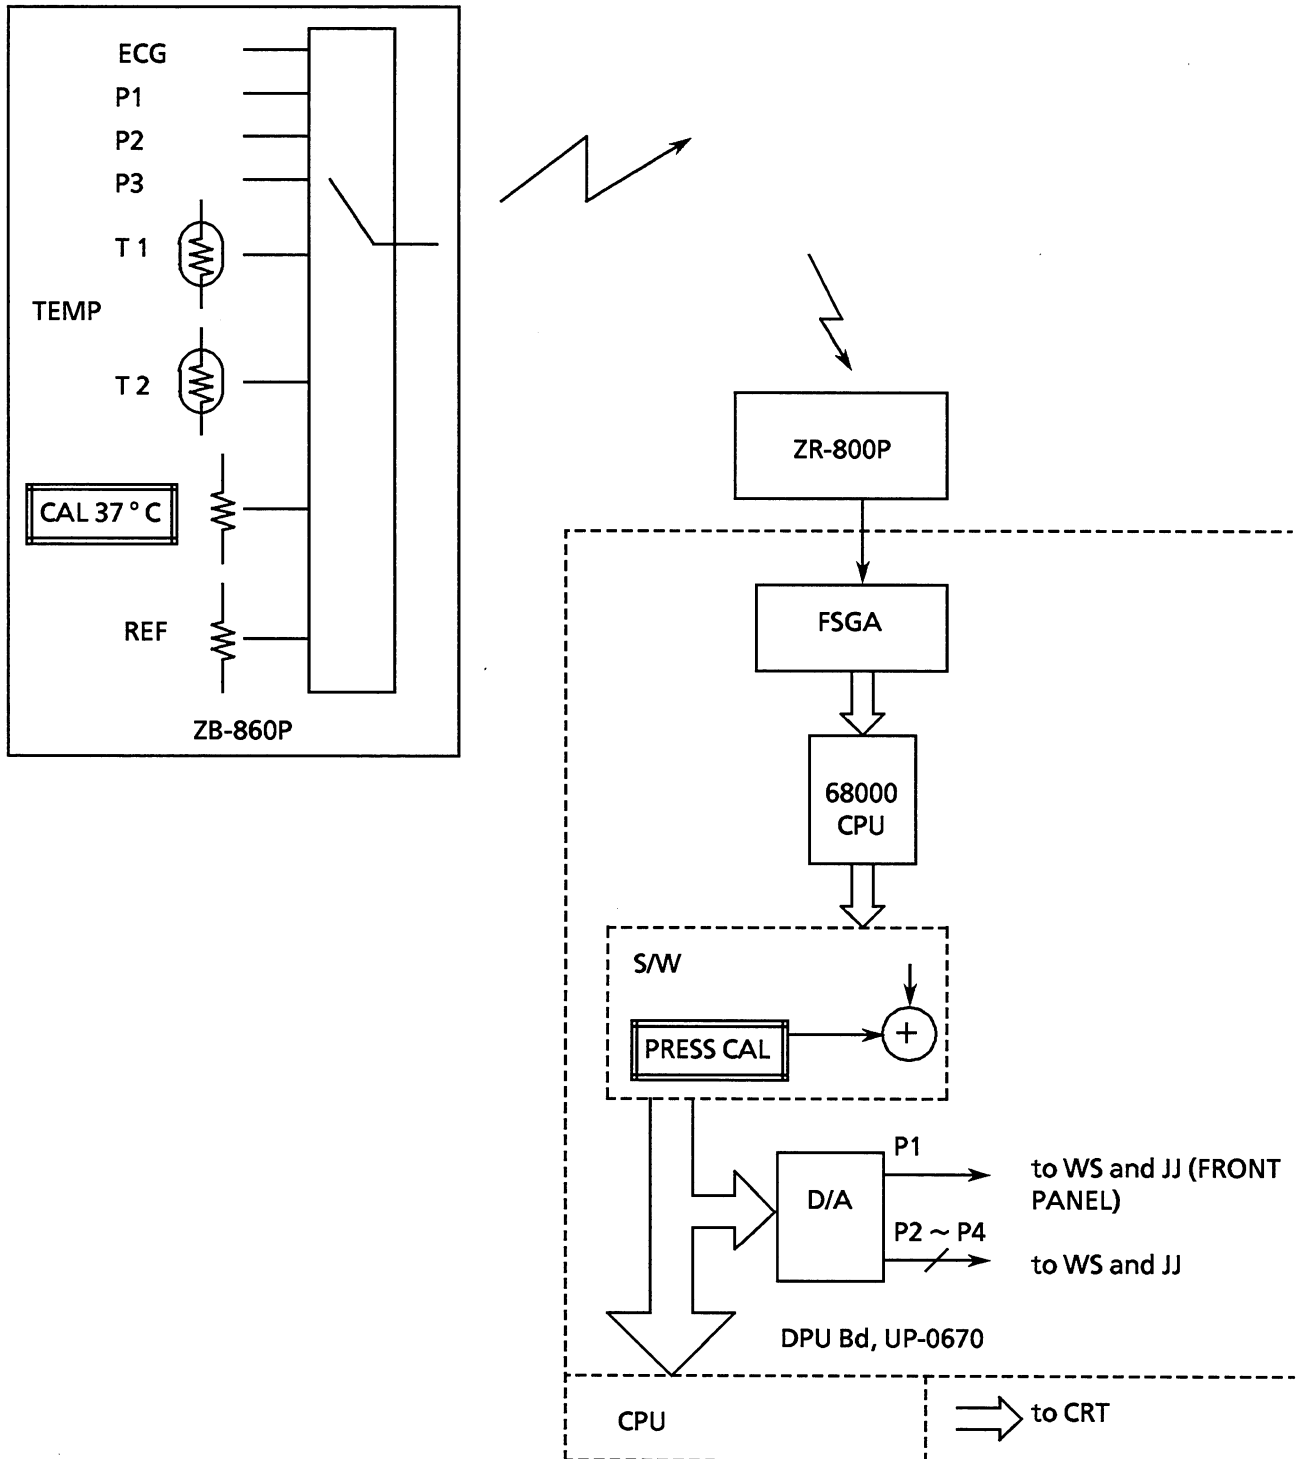 ECG
P1
P2
P3
T 1
TEMP
T 2
CAL 37 ° C
REF
ZB-860P
ZR-800P
FSGA
68000
CPU
S/W
PRESS CAL
+
D/A
P1
to WS and JJ (FRONT
PANEL)
P2 ~ P4
to WS and JJ
DPU Bd, UP-0670
CPU
to CRT